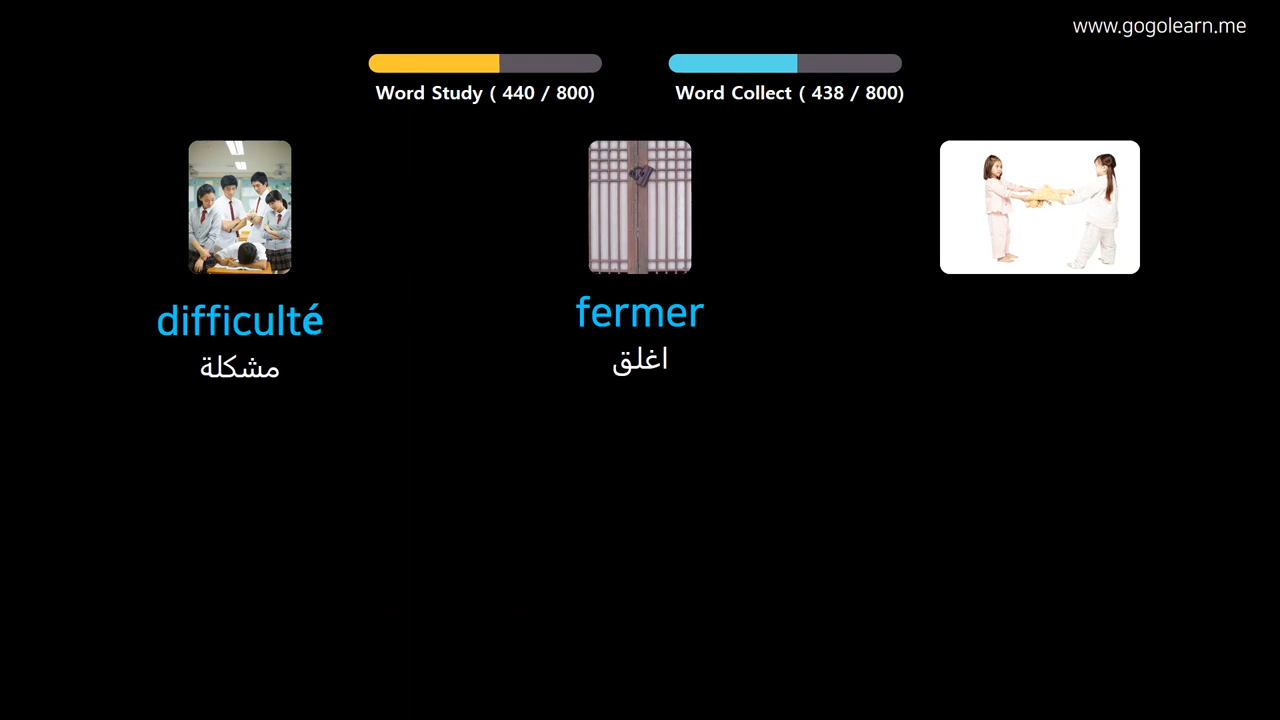 www.gogolearn.me
Word Study ( 440 / 800)
Word Collect ( 438 / 800)
difficulté
مشكلة
fermer
اغلق